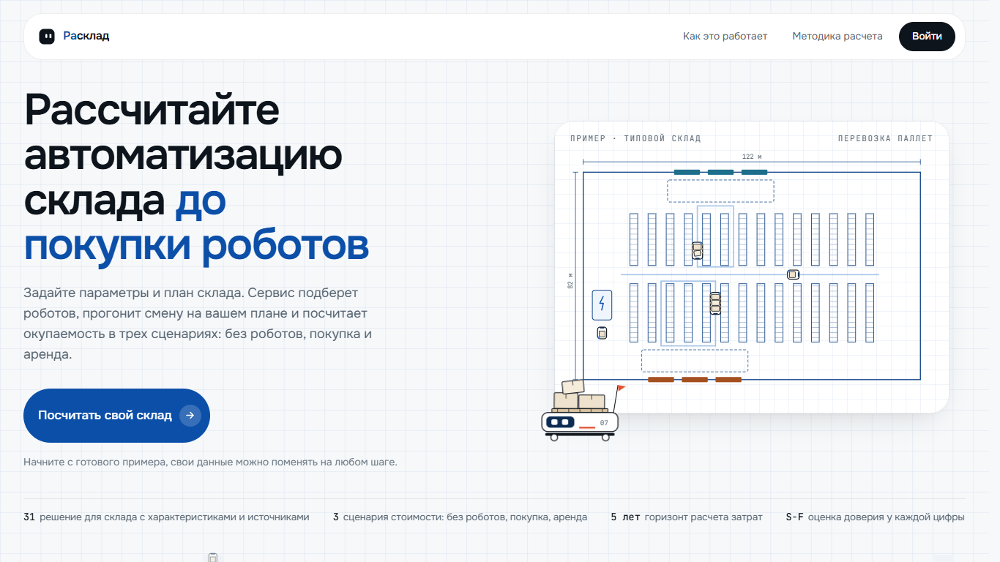 Расклад
Как это работает
Методика расчета
Войти
Рассчитайте
автоматизацию
склада до
покупки роботов
Задайте параметры и план склада. Сервис подберет
роботов, прогонит смену на вашем плане и посчитает
окупаемость в трех сценариях: без роботов, покупка и
аренда.
Посчитать свой склад
Начните с готового примера, свои данные можно поменять на любом шаге.
ПРИМЕР · ТИПОВОЙ СКЛАД
ПЕРЕВОЗКА ПАЛЛЕТ
122 м
82 м
07
31 решение для склада с характеристиками и источниками
3 сценария стоимости: без роботов, покупка, аренда
5 лет горизонт расчета затрат
S-F оценка доверия у каждой цифры